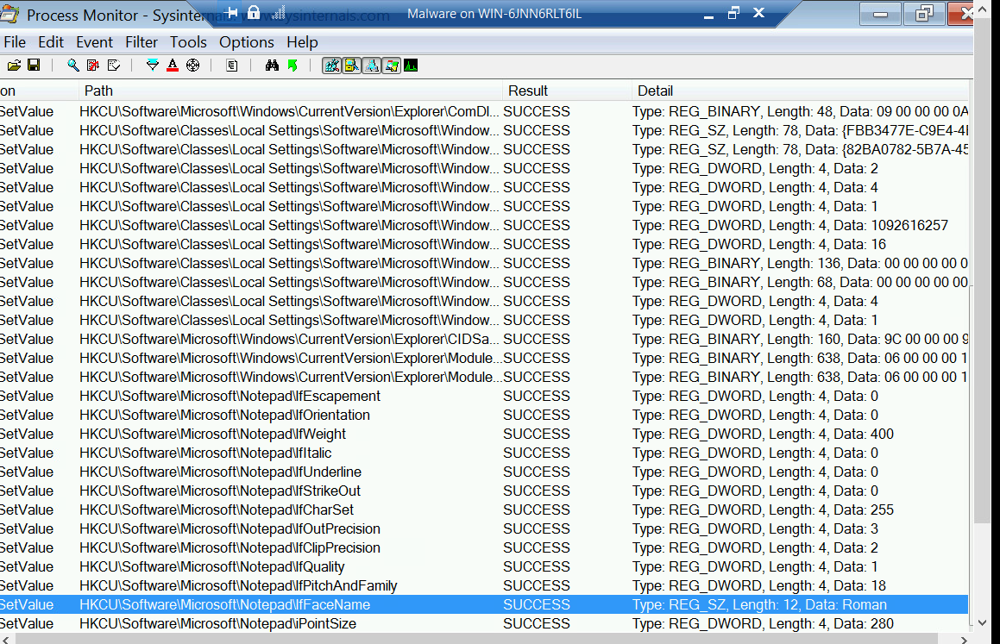 Process Monitor - Sysinternals: www.sysinternals.com
Malware on WIN-6JNN6RLT6IL
File Edit Event Filter Tools Options Help
on Path Result Detail
SetValue HKCU\Software\Microsoft\Windows\CurrentVersion\Explorer\ComDl... SUCCESS Type: REG_BINARY, Length: 48, Data: 09 00 00 00 0A
SetValue HKCU\Software\Classes\Local Settings\Software\Microsoft\Window... SUCCESS Type: REG_SZ, Length: 78, Data: {FBB3477E-C9E4-4
SetValue HKCU\Software\Classes\Local Settings\Software\Microsoft\Window... SUCCESS Type: REG_SZ, Length: 78, Data: {82BA0782-5B7A-45
SetValue HKCU\Software\Classes\Local Settings\Software\Microsoft\Window... SUCCESS Type: REG_DWORD, Length: 4, Data: 2
SetValue HKCU\Software\Classes\Local Settings\Software\Microsoft\Window... SUCCESS Type: REG_DWORD, Length: 4, Data: 4
SetValue HKCU\Software\Classes\Local Settings\Software\Microsoft\Window... SUCCESS Type: REG_DWORD, Length: 4, Data: 1
SetValue HKCU\Software\Classes\Local Settings\Software\Microsoft\Window... SUCCESS Type: REG_DWORD, Length: 4, Data: 1092616257
SetValue HKCU\Software\Classes\Local Settings\Software\Microsoft\Window... SUCCESS Type: REG_DWORD, Length: 4, Data: 16
SetValue HKCU\Software\Classes\Local Settings\Software\Microsoft\Window... SUCCESS Type: REG_BINARY, Length: 136, Data: 00 00 00 00 0
SetValue HKCU\Software\Classes\Local Settings\Software\Microsoft\Window... SUCCESS Type: REG_BINARY, Length: 68, Data: 00 00 00 00 00
SetValue HKCU\Software\Classes\Local Settings\Software\Microsoft\Window... SUCCESS Type: REG_DWORD, Length: 4, Data: 4
SetValue HKCU\Software\Classes\Local Settings\Software\Microsoft\Window... SUCCESS Type: REG_DWORD, Length: 4, Data: 1
SetValue HKCU\Software\Microsoft\Windows\CurrentVersion\Explorer\CIDSa... SUCCESS Type: REG_BINARY, Length: 160, Data: 9C 00 00 00 9
SetValue HKCU\Software\Microsoft\Windows\CurrentVersion\Explorer\Module... SUCCESS Type: REG_BINARY, Length: 638, Data: 06 00 00 00 1
SetValue HKCU\Software\Microsoft\Windows\CurrentVersion\Explorer\Module... SUCCESS Type: REG_BINARY, Length: 638, Data: 06 00 00 00 1
SetValue HKCU\Software\Microsoft\Notepad\lfEscapement SUCCESS Type: REG_DWORD, Length: 4, Data: 0
SetValue HKCU\Software\Microsoft\Notepad\lfOrientation SUCCESS Type: REG_DWORD, Length: 4, Data: 0
SetValue HKCU\Software\Microsoft\Notepad\lfWeight SUCCESS Type: REG_DWORD, Length: 4, Data: 400
SetValue HKCU\Software\Microsoft\Notepad\lfItalic SUCCESS Type: REG_DWORD, Length: 4, Data: 0
SetValue HKCU\Software\Microsoft\Notepad\lfUnderline SUCCESS Type: REG_DWORD, Length: 4, Data: 0
SetValue HKCU\Software\Microsoft\Notepad\lfStrikeOut SUCCESS Type: REG_DWORD, Length: 4, Data: 0
SetValue HKCU\Software\Microsoft\Notepad\lfCharSet SUCCESS Type: REG_DWORD, Length: 4, Data: 255
SetValue HKCU\Software\Microsoft\Notepad\lfOutPrecision SUCCESS Type: REG_DWORD, Length: 4, Data: 3
SetValue HKCU\Software\Microsoft\Notepad\lfClipPrecision SUCCESS Type: REG_DWORD, Length: 4, Data: 2
SetValue HKCU\Software\Microsoft\Notepad\lfQuality SUCCESS Type: REG_DWORD, Length: 4, Data: 1
SetValue HKCU\Software\Microsoft\Notepad\lfPitchAndFamily SUCCESS Type: REG_DWORD, Length: 4, Data: 18
SetValue HKCU\Software\Microsoft\Notepad\lfFaceName SUCCESS Type: REG_SZ, Length: 12, Data: Roman
SetValue HKCU\Software\Microsoft\Notepad\iPointSize SUCCESS Type: REG_DWORD, Length: 4, Data: 280